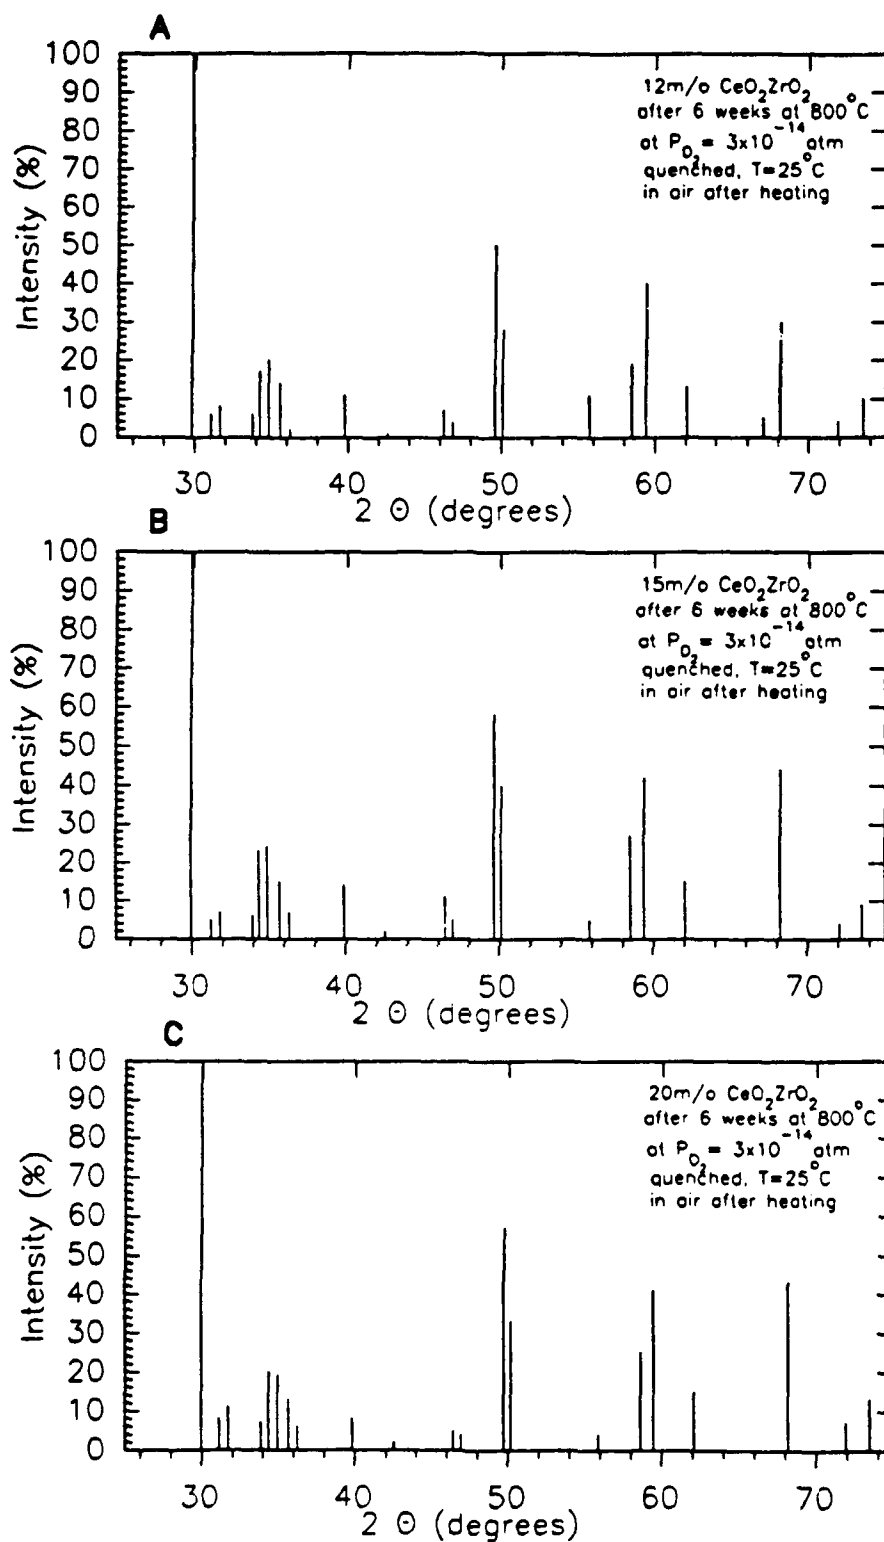 A
100
90
80
70
60
50
40
30
20
10
0
Intensity (%)
12m/o CeO₂ZrO₂
after 6 weeks at 800°C
at P_O₂ = 3x10⁻¹⁴ atm
quenched, T=25°C
in air after heating
30 40 50 60 70
2 Θ (degrees)
B
100
90
80
70
60
50
40
30
20
10
0
Intensity (%)
15m/o CeO₂ZrO₂
after 6 weeks at 800°C
at P_O₂ = 3x10⁻¹⁴ atm
quenched, T=25°C
in air after heating
30 40 50 60 70
2 Θ (degrees)
C
100
90
80
70
60
50
40
30
20
10
0
Intensity (%)
20m/o CeO₂ZrO₂
after 6 weeks at 800°C
at P_O₂ = 3x10⁻¹⁴ atm
quenched, T=25°C
in air after heating
30 40 50 60 70
2 Θ (degrees)